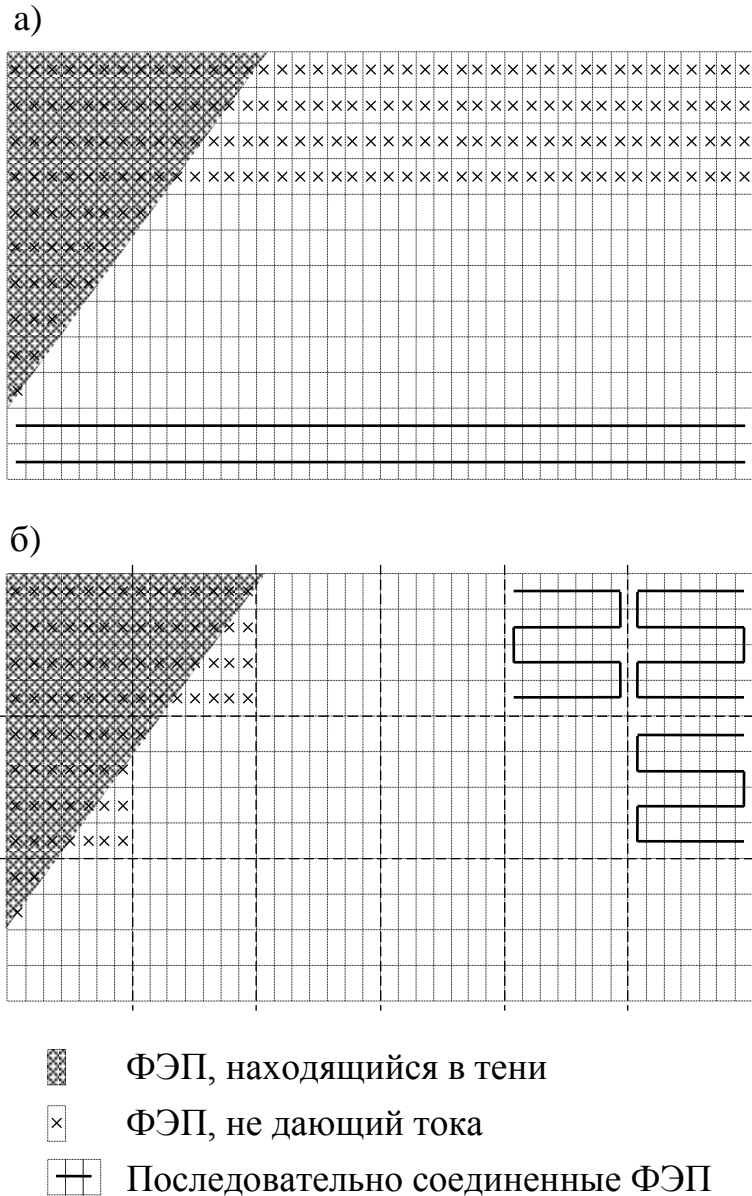 а)
б)
ФЭП, находящийся в тени
ФЭП, не дающий тока
Последовательно соединенные ФЭП